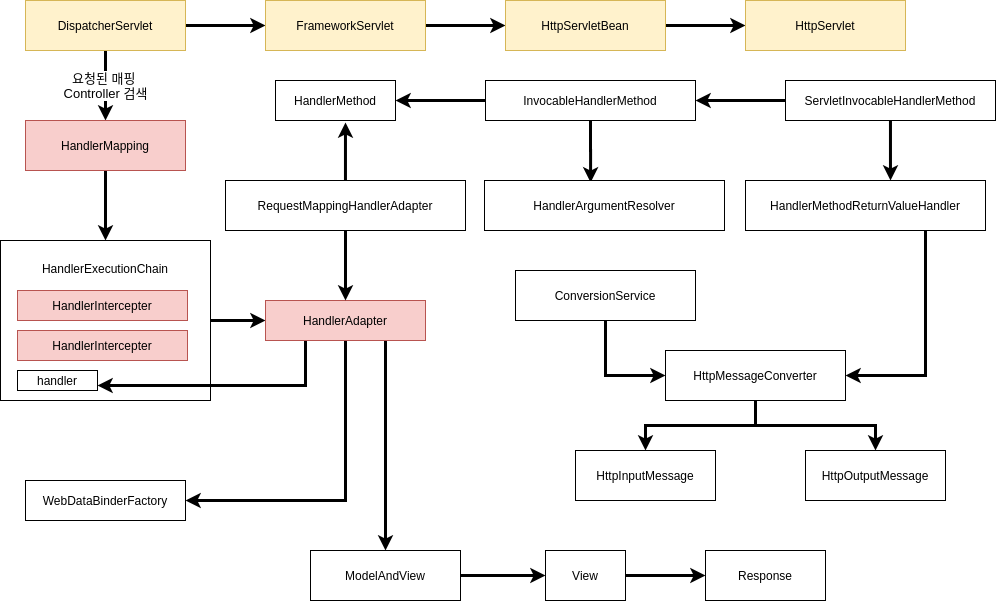 DispatcherServlet
FrameworkServlet
HttpServletBean
HttpServlet
요청된 매핑
Controller 검색
HandlerMethod
InvocableHandlerMethod
ServletInvocableHandlerMethod
HandlerMapping
RequestMappingHandlerAdapter
HandlerArgumentResolver
HandlerMethodReturnValueHandler
HandlerExecutionChain
HandlerIntercepter
HandlerIntercepter
handler
HandlerAdapter
ConversionService
HttpMessageConverter
HttpInputMessage
HttpOutputMessage
WebDataBinderFactory
ModelAndView
View
Response